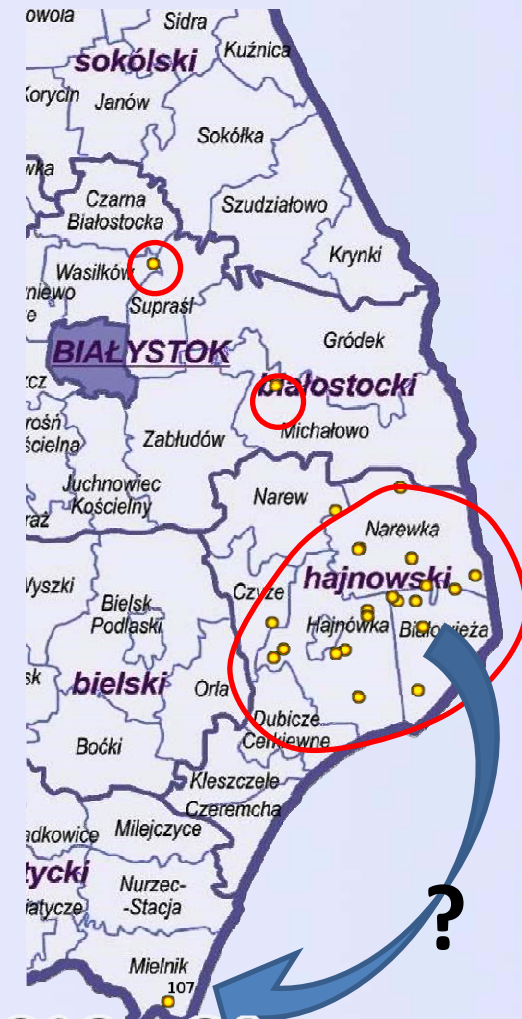 Sidra
Kuźnica
sokólski
Janów
Sokółka
Czarna
Białostocka
Szudziałowo
Krynki
Wasilków
Supraśl
Gródek
BIAŁYSTOK
białostocki
Michałowo
Zabłudów
Juchnowiec
Kościelny
Narew
Narewka
hajnowski
Czyże
Bielsk
Podlaski
Hajnówka
Białowieża
bielski
Orla
Dubicze
Cerkiewne
Boćki
Kleszczele
Czeremcha
Milejczyce
Nurzec-
-Stacja
?
Mielnik
107